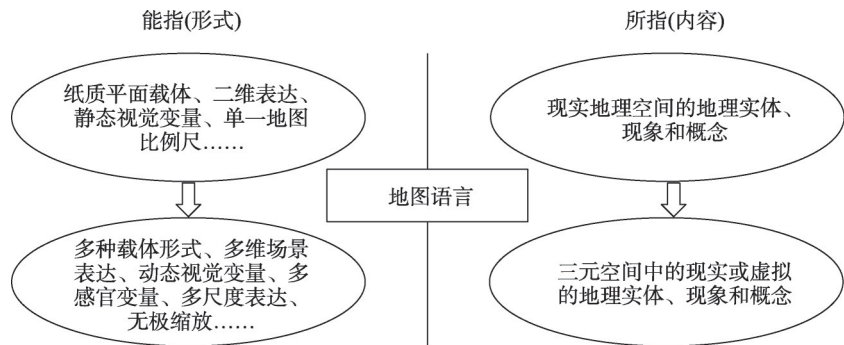 能指(形式)
所指(内容)
纸质平面载体、二维表达、
静态视觉变量、单一地图
比例尺……
现实地理空间的地理实体、
现象和概念
地图语言
多种载体形式、多维场景
表达、动态视觉变量、多
感官变量、多尺度表达、
无极缩放……
三元空间中的现实或虚拟
的地理实体、现象和概念